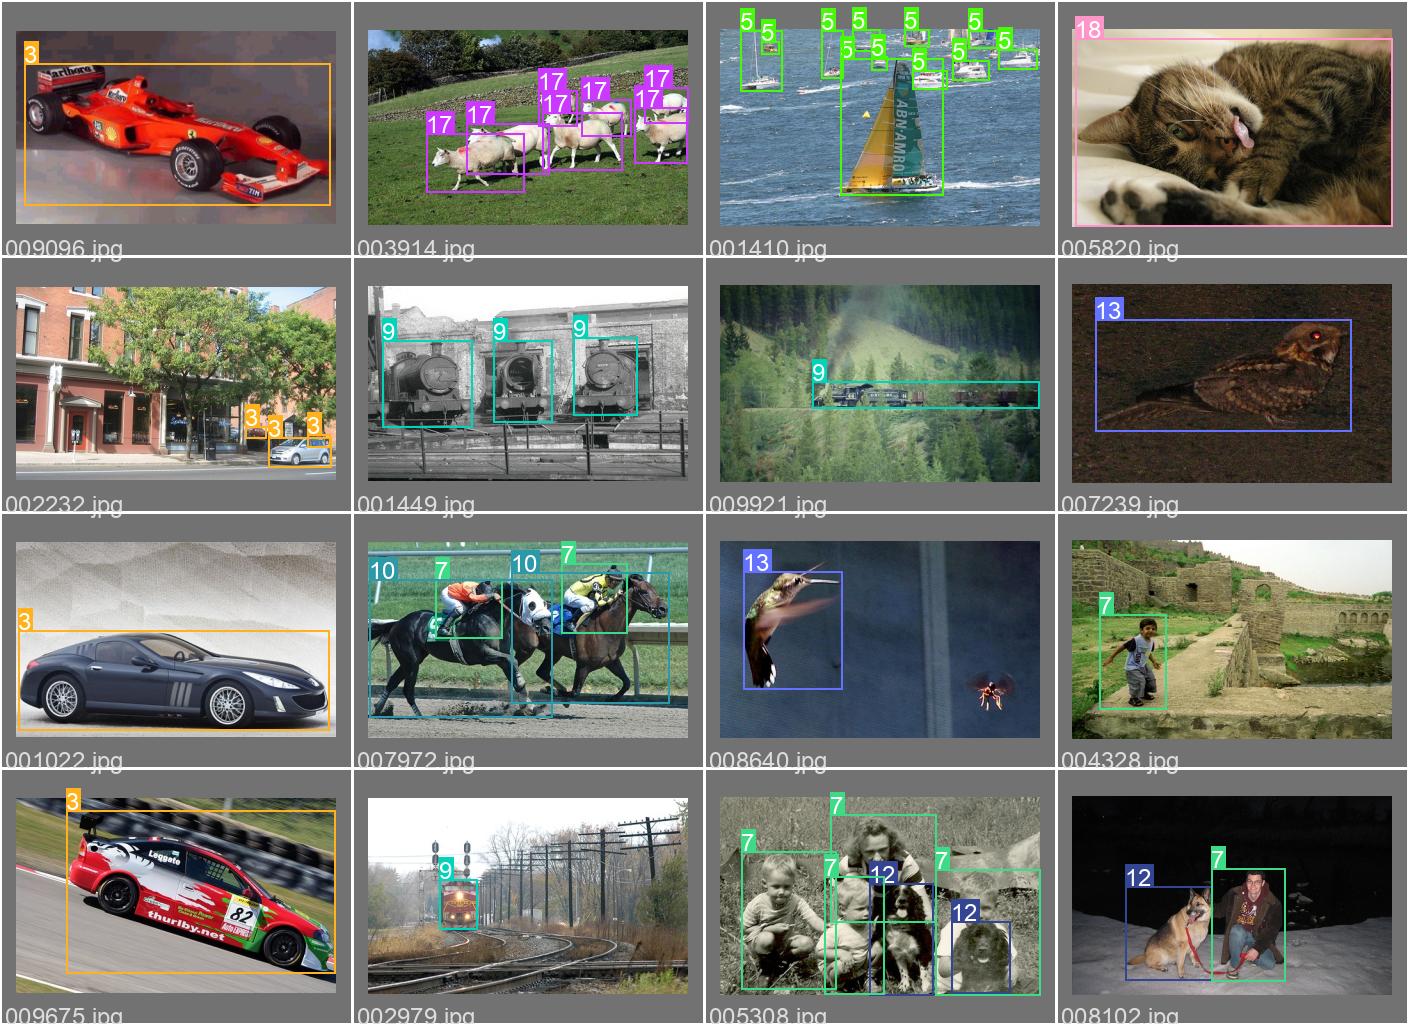 3
Marlboro
009096.jpg
17 17 17 17 17 17 17
003914.jpg
5 5 5 5 5 5 5 5 5 5 5
ABN·AMRO
001410.jpg
18
005820.jpg
3 3 3
002232.jpg
9 9 9
001449.jpg
9
009921.jpg
13
007239.jpg
3
001022.jpg
10 7 10 7
007972.jpg
13
008640.jpg
7
004328.jpg
3
Leggate
82
thurlby.net
009675.jpg
9
002979.jpg
7 7 7 12 7 12
005308.jpg
12 7
008102.jpg